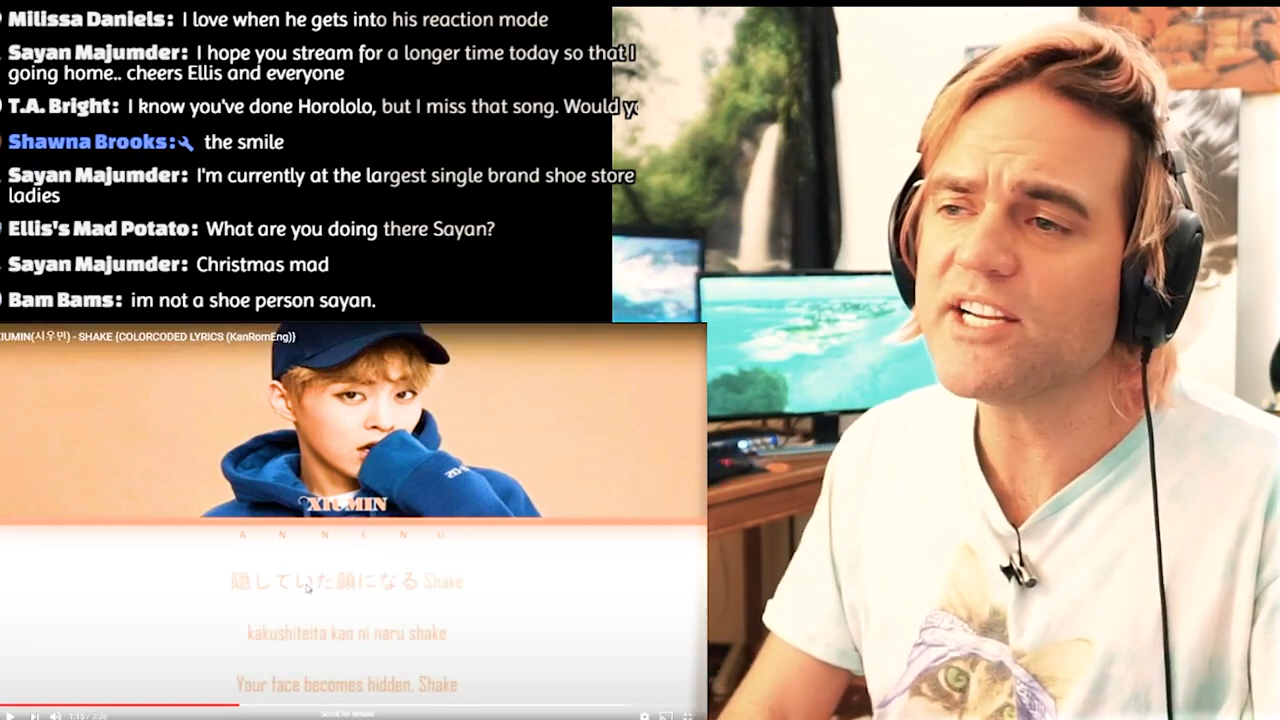 Milissa Daniels: I love when he gets into his reaction mode
Sayan Majumder: I hope you stream for a longer time today so that I
going home.. cheers Ellis and everyone
T.A. Bright: I know you've done Horololo, but I miss that song. Would
Shawna Brooks: the smile
Sayan Majumder: I'm currently at the largest single brand shoe store
ladies
Ellis's Mad Potato: What are you doing there Sayan?
Sayan Majumder: Christmas mad
Bam Bams: im not a shoe person sayan.
XIUMIN(시우민) - SHAKE {COLORCODED LYRICS (KanRomEng)}
XIUMIN
A N N E N G
隠していた顔になる Shake
kakushiteita kao ni naru shake
Your face becomes hidden. Shake
Scroll for details